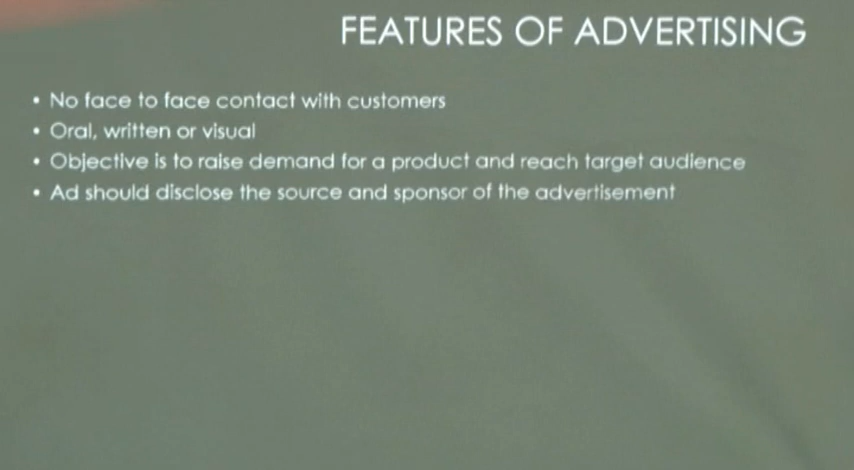 FEATURES OF ADVERTISING
• No face to face contact with customers
• Oral, written or visual
• Objective is to raise demand for a product and reach target audience
• Ad should disclose the source and sponsor of the advertisement